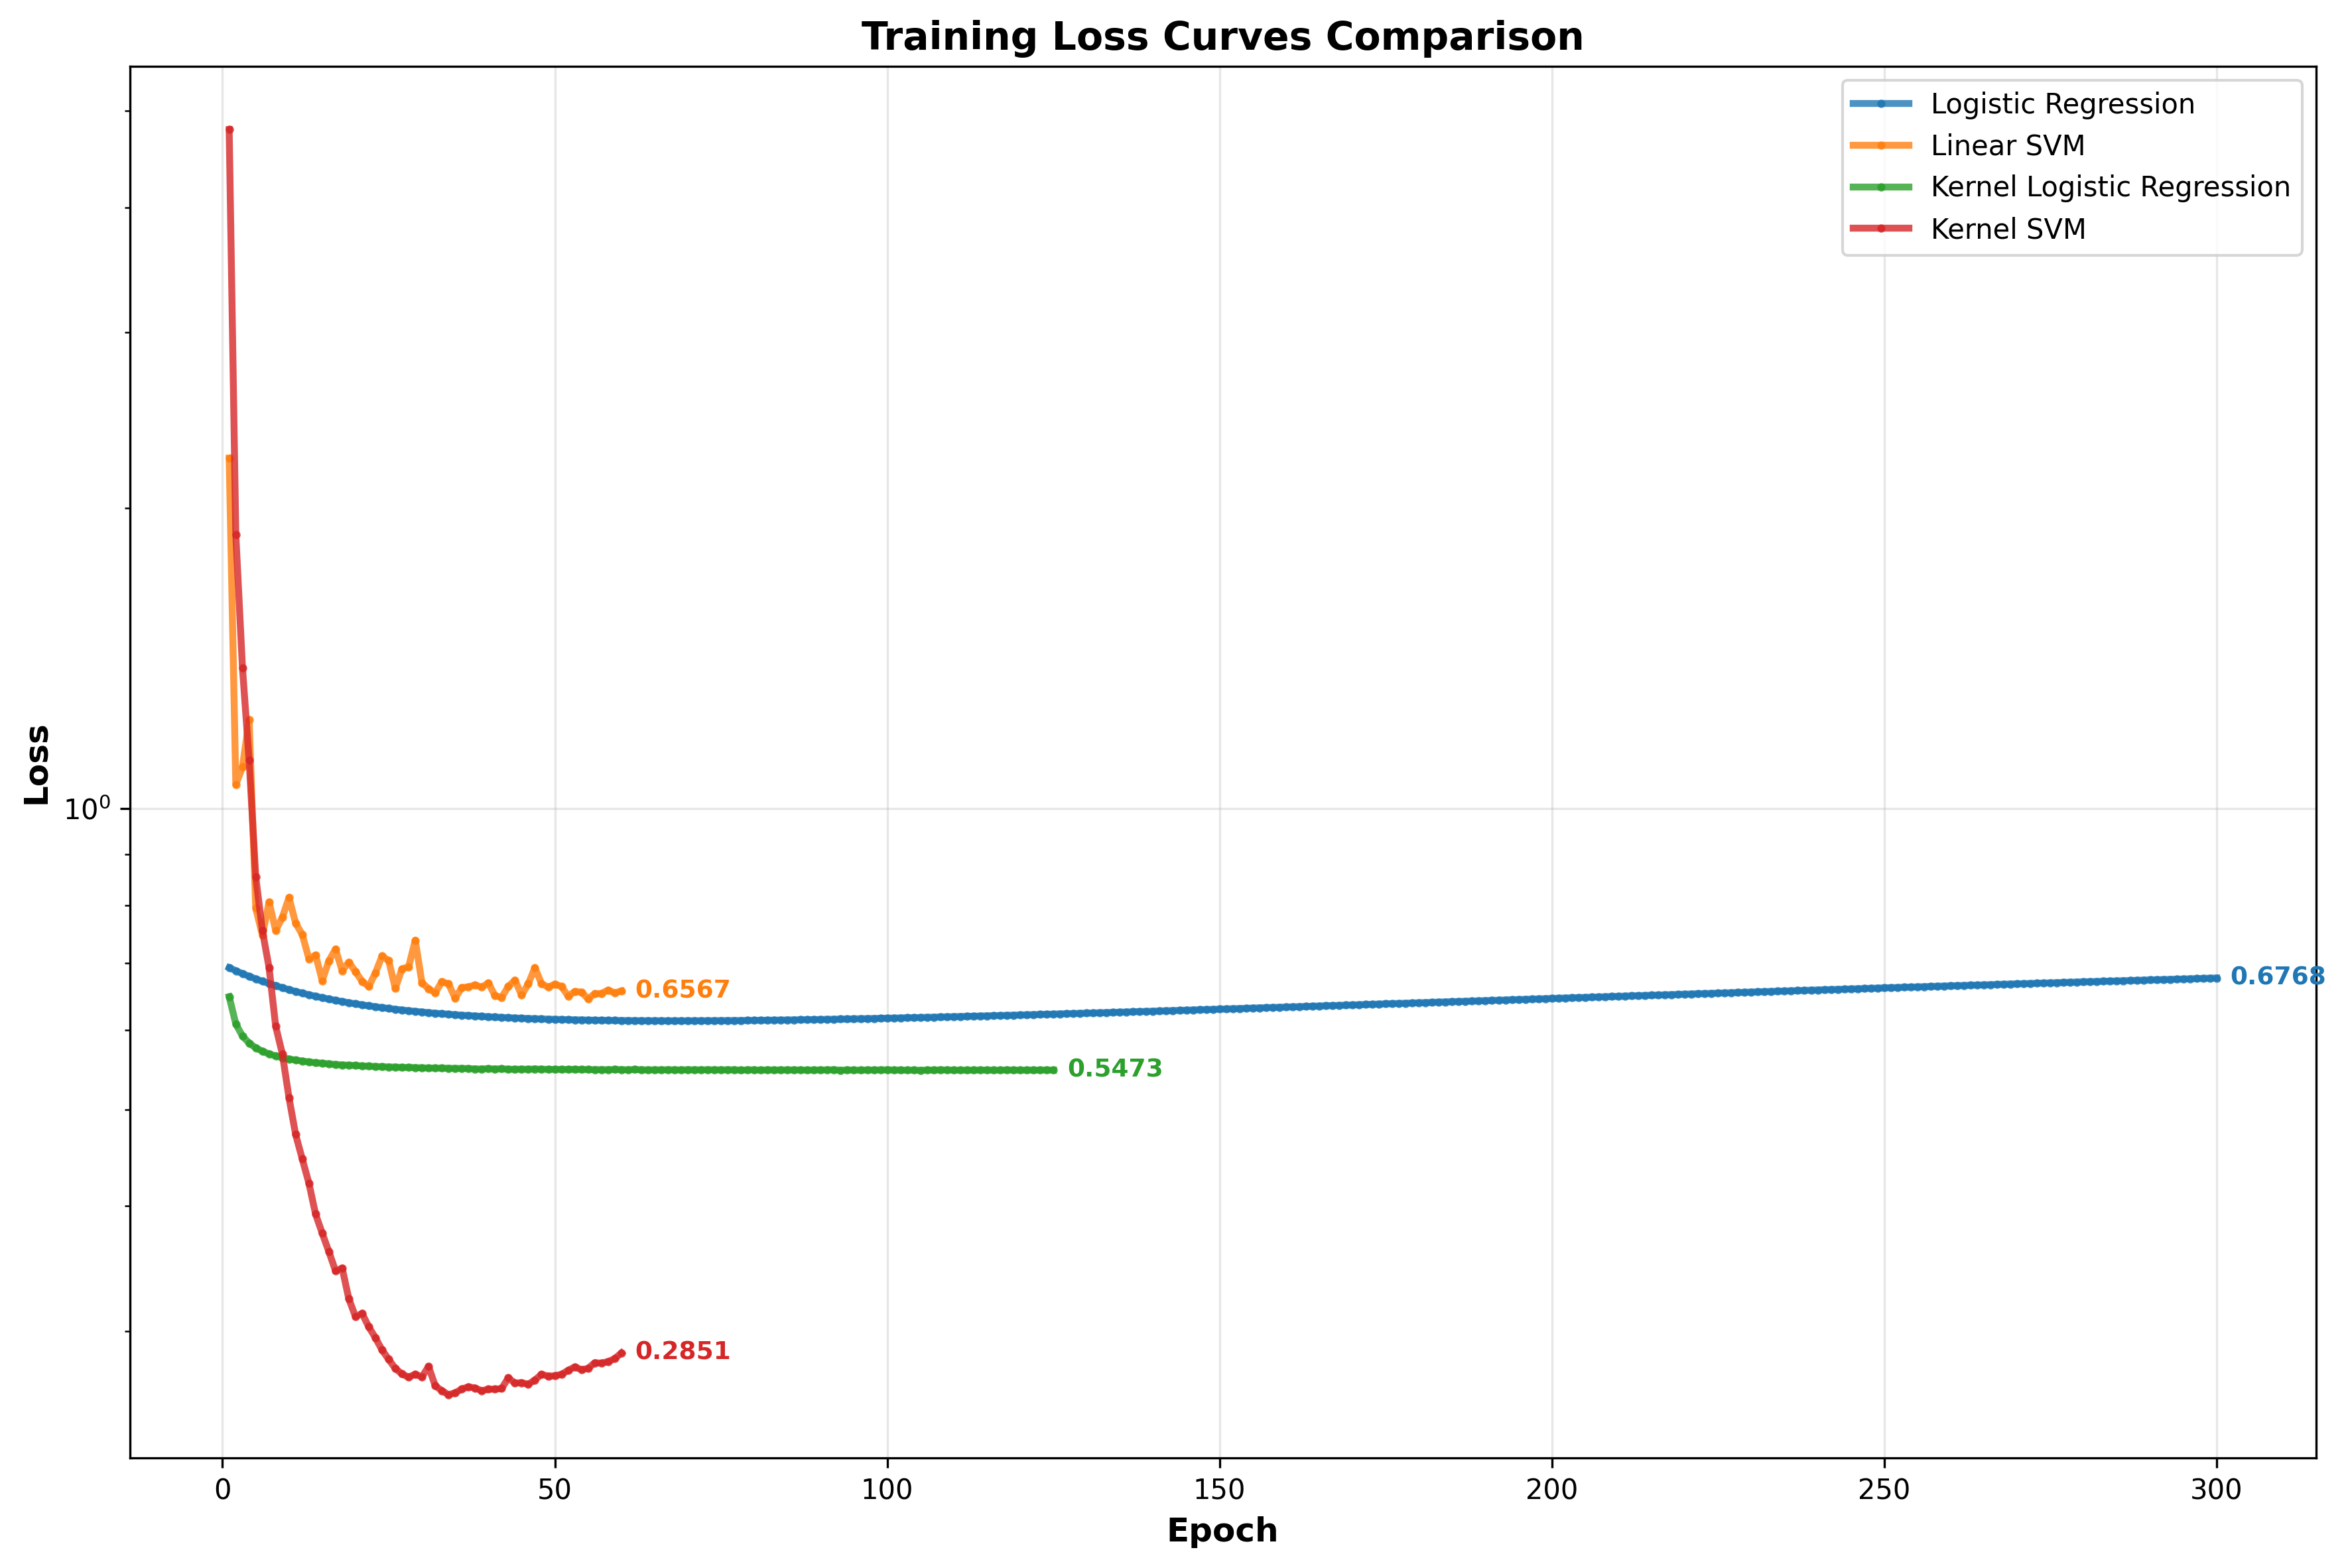 Training Loss Curves Comparison
Logistic Regression
Linear SVM
Kernel Logistic Regression
Kernel SVM
Loss
10⁰
0.6567
0.6768
0.5473
0.2851
0 50 100 150 200 250 300
Epoch